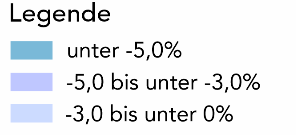 Legende
unter -5,0%
-5,0 bis unter -3,0%
-3,0 bis unter 0%